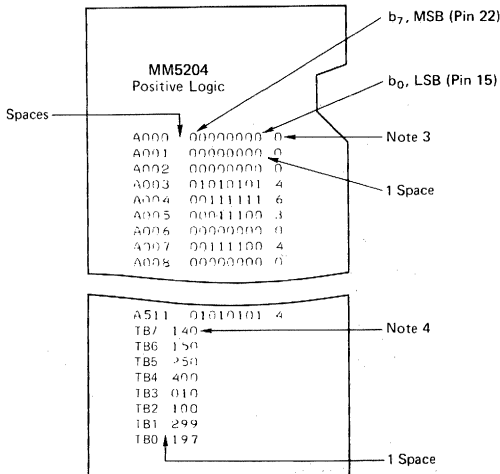 b7, MSB (Pin 22)
MM5204
Positive Logic
b0, LSB (Pin 15)
Spaces
A000 00000000 0
Note 3
A001 00000000 0
A002 00000000 0
1 Space
A003 01010101 4
A004 00111111 6
A005 00011100 3
A006 00000000 0
A007 00111100 4
A008 00000000 0
A511 01010101 4
TB7 140
Note 4
TB6 150
TB5 250
TB4 400
TB3 010
TB2 100
TB1 299
TB0 197
1 Space